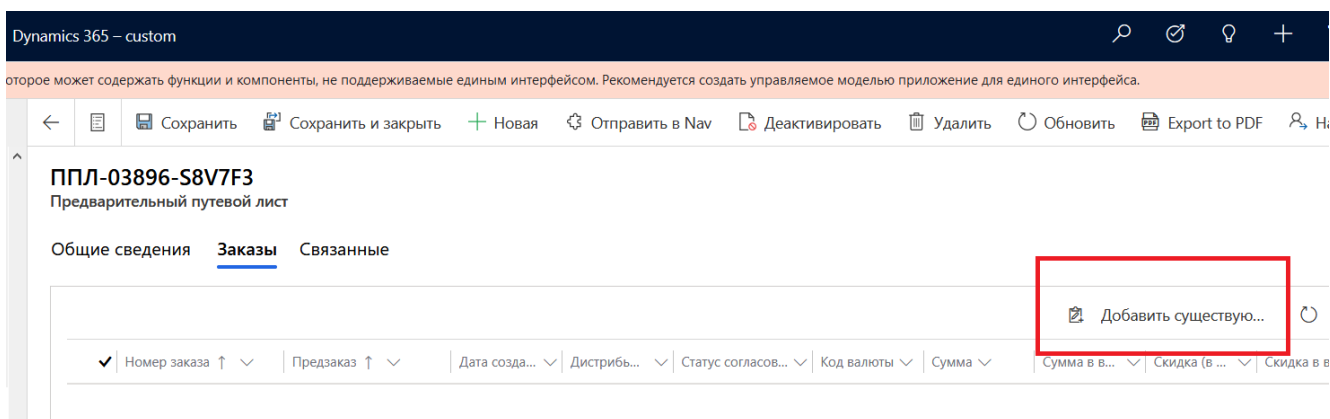 Dynamics 365 – custom
оторое может содержать функции и компоненты, не поддерживаемые единым интерфейсом. Рекомендуется создать управляемое моделью приложение для единого интерфейса.
Сохранить Сохранить и закрыть Новая Отправить в Nav Деактивировать Удалить Обновить Export to PDF На
ППЛ-03896-S8V7F3
Предварительный путевой лист
Общие сведения Заказы Связанные
Добавить существую...
Номер заказа ↑ Предзаказ ↑ Дата созда... Дистрибь... Статус согласов... Код валюты Сумма Сумма в в... Скидка (в ... Скидка в в